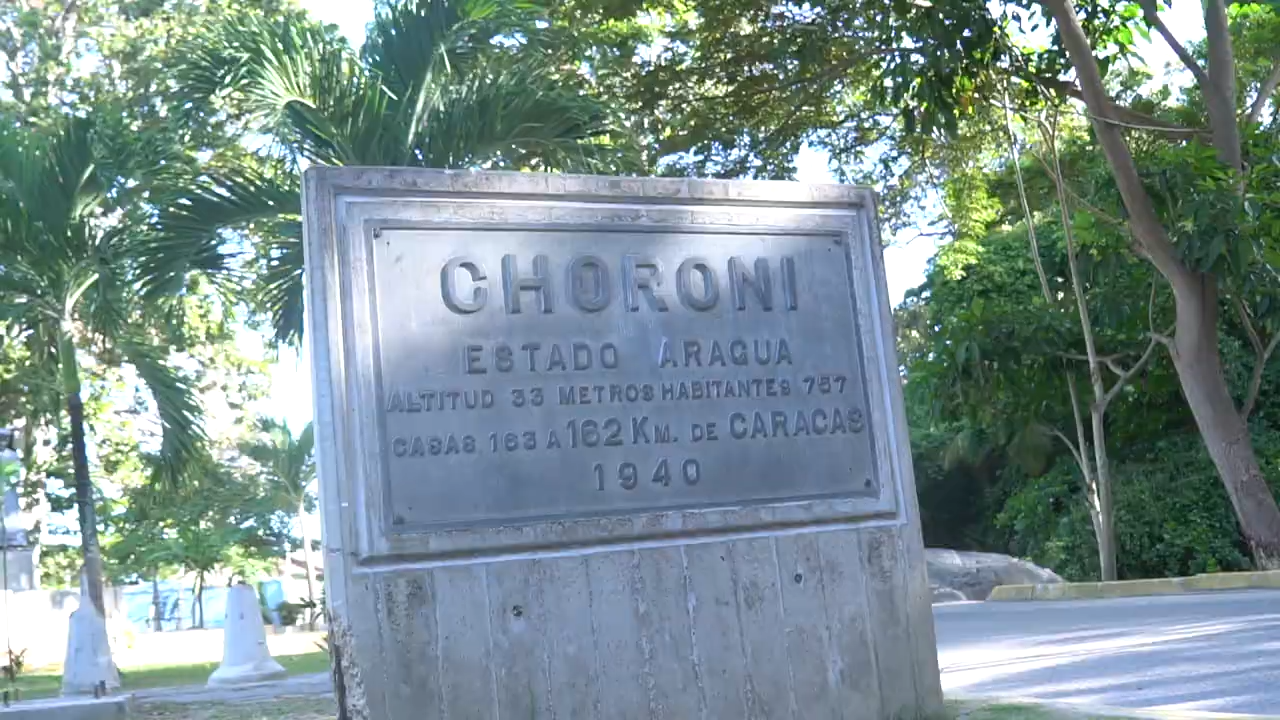 CHORONI
ESTADO ARAGUA
ALTITUD 33 METROS HABITANTES 757
CASAS 163 A 162 KM. DE CARACAS
1940